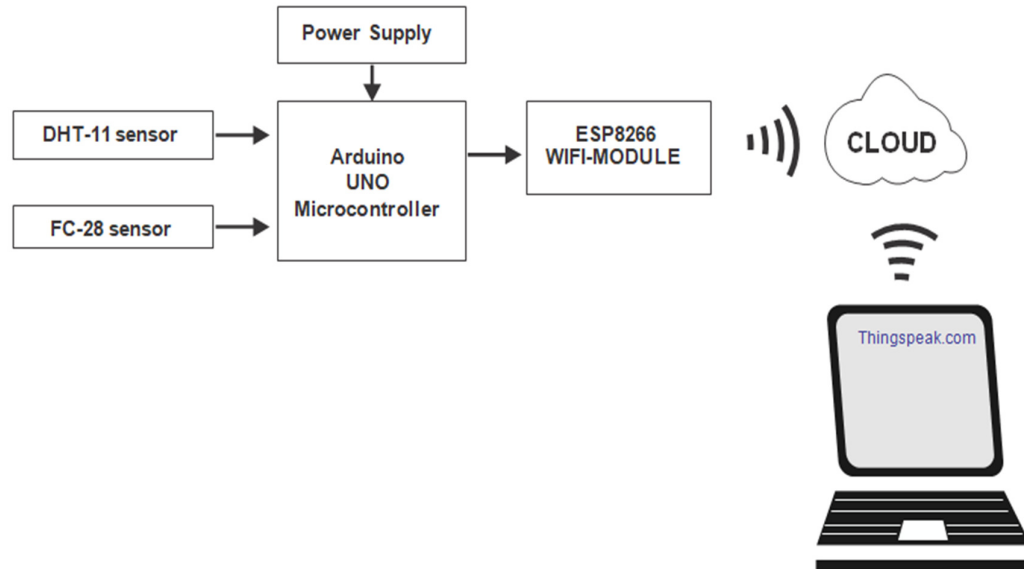 Power Supply
DHT-11 sensor
FC-28 sensor
Arduino
UNO
Microcontroller
ESP8266
WIFI-MODULE
CLOUD
Thingspeak.com